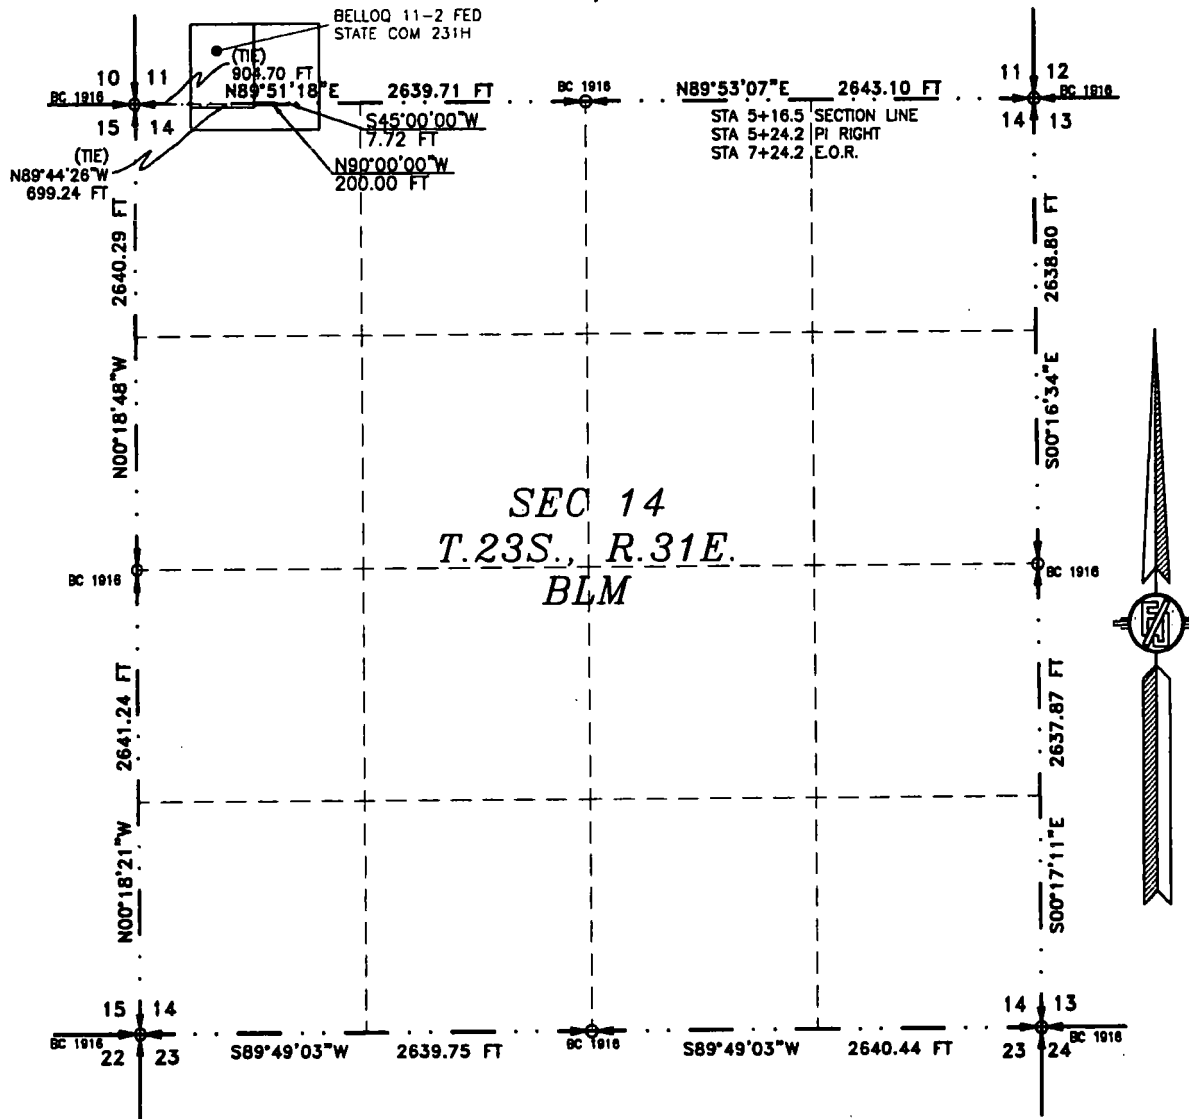 BELLOQ 11-2 FED
STATE COM 231H
(TIE)
904.70 FT
10 11
BC 1916
15 14
N89°51'18"E 2639.71 FT
BC 1916
N89°53'07"E 2643.10 FT
11 12
BC 1916
14 13
S45°00'00"W
7.72 FT
STA 5+16.5 SECTION LINE
STA 5+24.2 PI RIGHT
STA 7+24.2 E.O.R.
(TIE)
N89°44'26"W
699.24 FT
N90°00'00"W
200.00 FT
2640.29 FT
N00°18'48"W
2638.80 FT
S00°16'34"E
SEC 14
T.23S., R.31E.
BLM
BC 1916
BC 1916
2641.24 FT
N00°18'21"W
2637.87 FT
S00°17'11"E
15 14
BC 1916
22 23
S89°49'03"W 2639.75 FT
BC 1916
S89°49'03"W 2640.44 FT
14 13
BC 1916
23 24